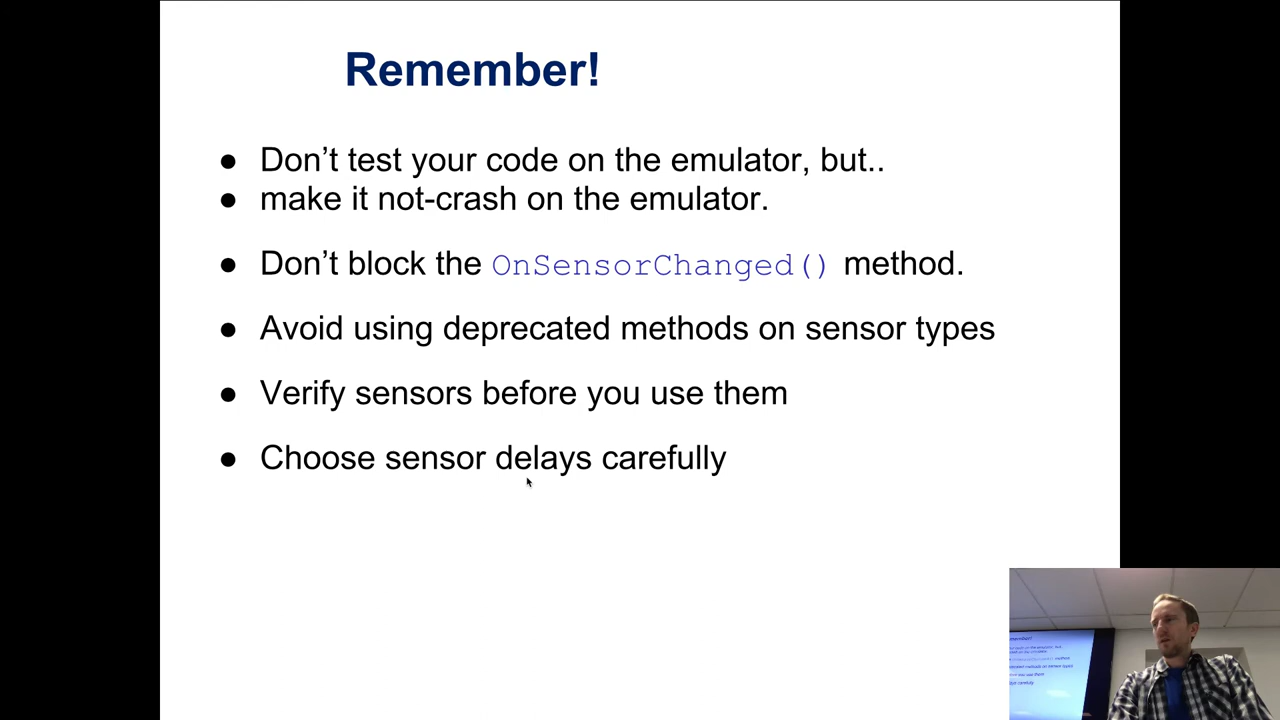 Remember!
● Don’t test your code on the emulator, but..
● make it not-crash on the emulator.
● Don’t block the OnSensorChanged() method.
● Avoid using deprecated methods on sensor types
● Verify sensors before you use them
● Choose sensor delays carefully